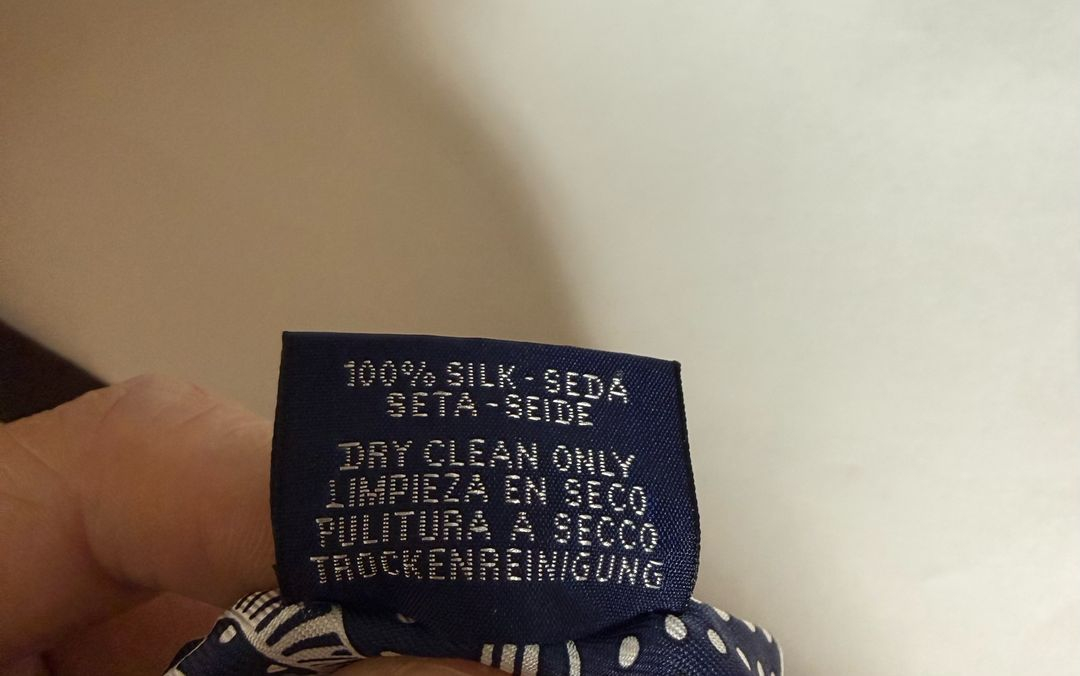 100% SILK - SEDA
SETA - SEIDE
DRY CLEAN ONLY
LIMPIEZA EN SECO
PULITURA A SECCO
TROCKENREINIGUNG